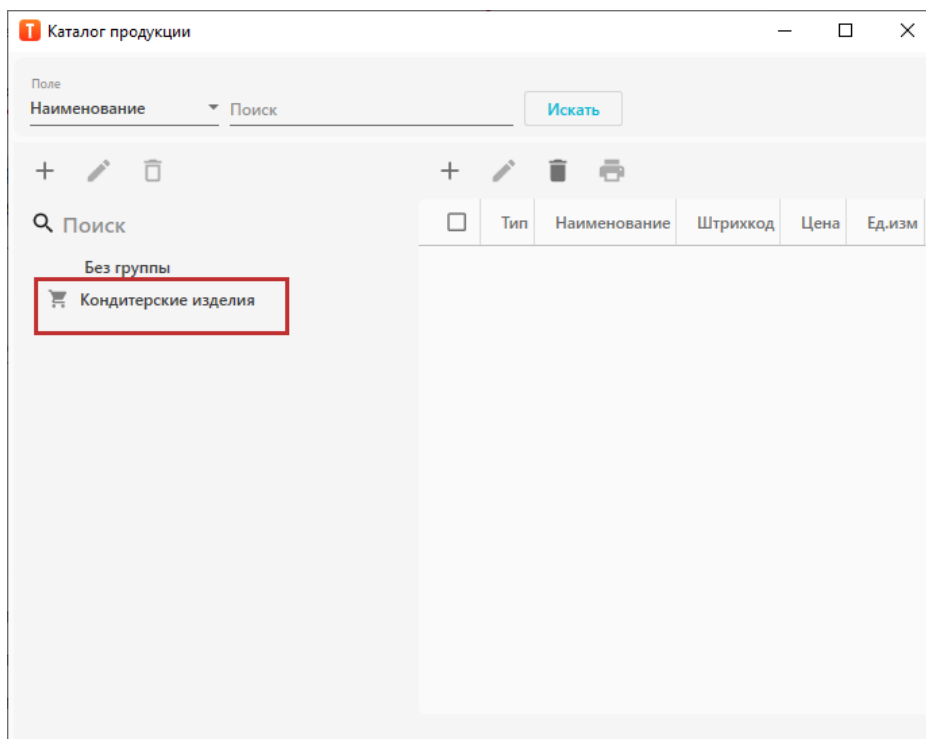 T Каталог продукции
Поле
Наименование Поиск Искать
Поиск
Тип Наименование Штрихкод Цена Ед.изм
Без группы
Кондитерские изделия